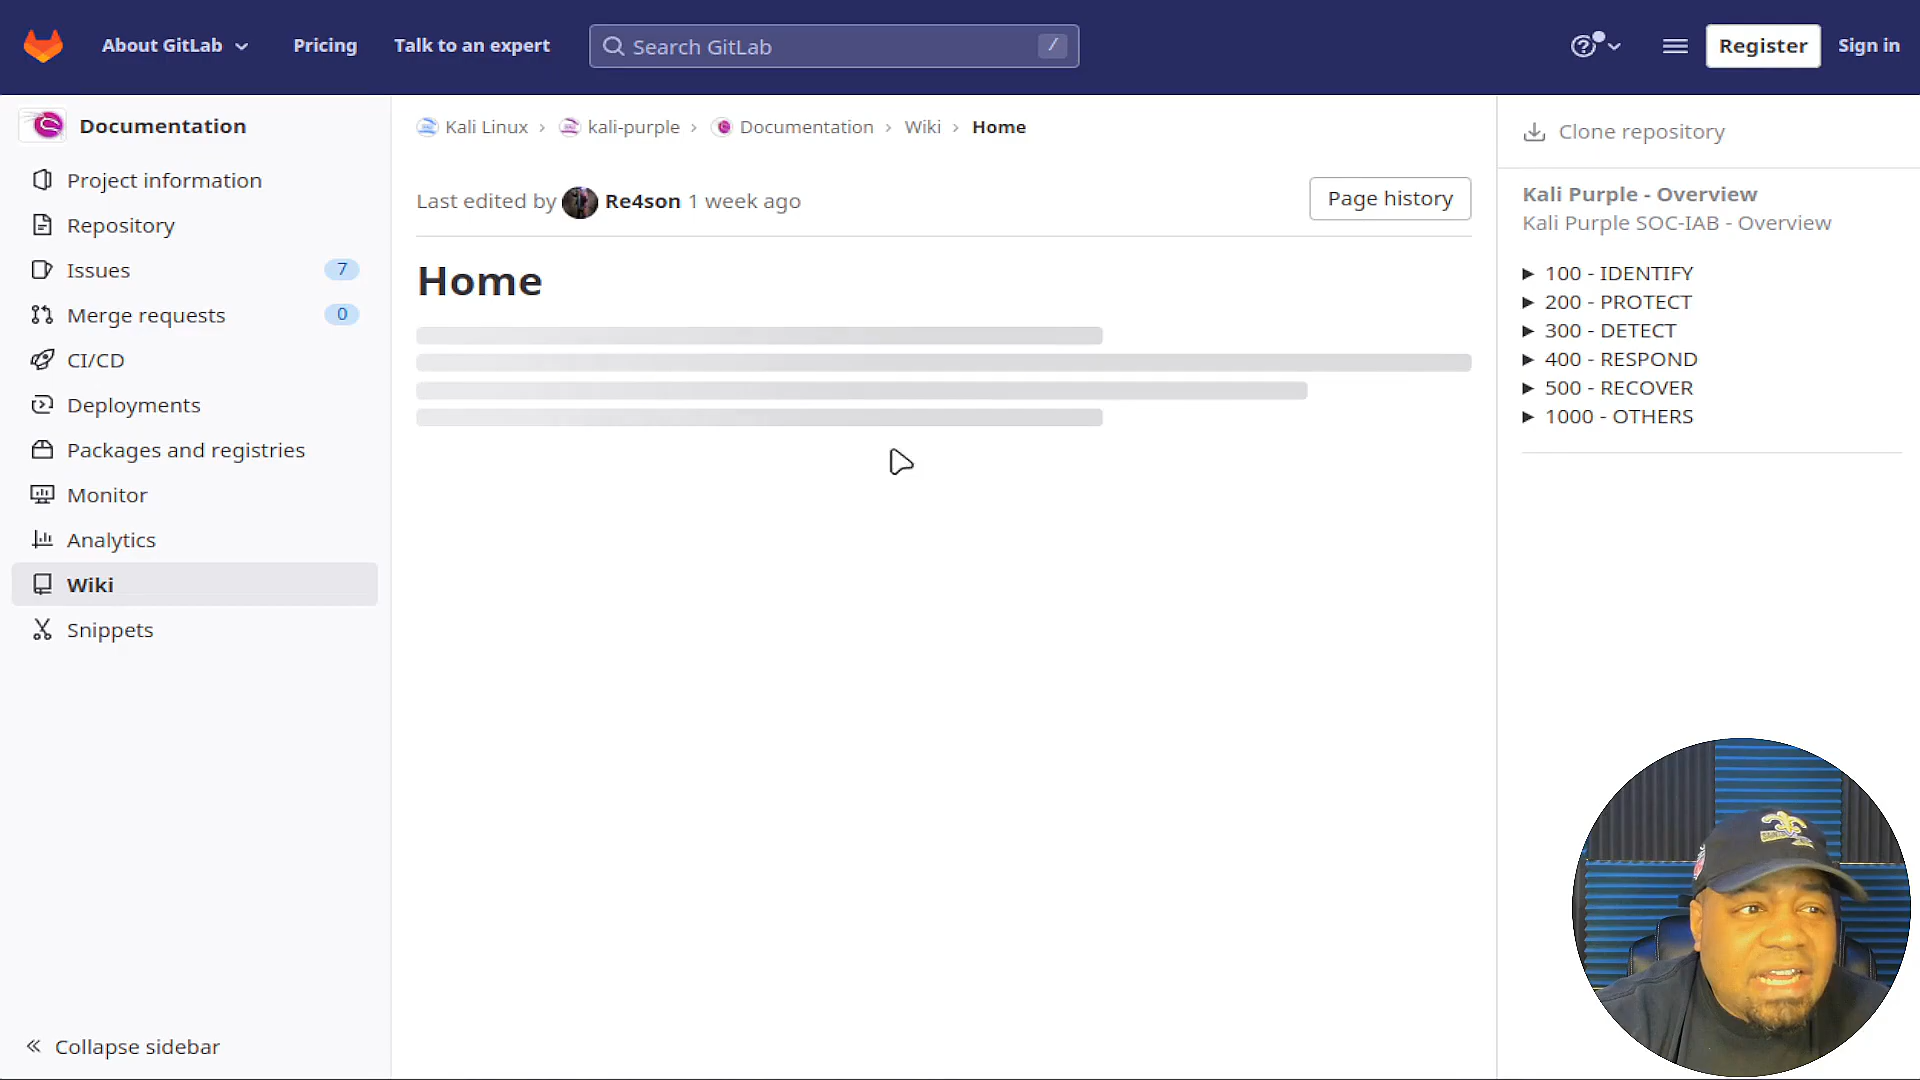 About GitLab
Pricing
Talk to an expert
Search GitLab
/
Register
Sign in
Documentation
Project information
Repository
Issues 7
Merge requests 0
CI/CD
Deployments
Packages and registries
Monitor
Analytics
Wiki
Snippets
Collapse sidebar
Kali Linux › kali-purple › Documentation › Wiki › Home
Last edited by Re4son 1 week ago
Page history
Home
Clone repository
Kali Purple - Overview
Kali Purple SOC-IAB - Overview
100 - IDENTIFY
200 - PROTECT
300 - DETECT
400 - RESPOND
500 - RECOVER
1000 - OTHERS